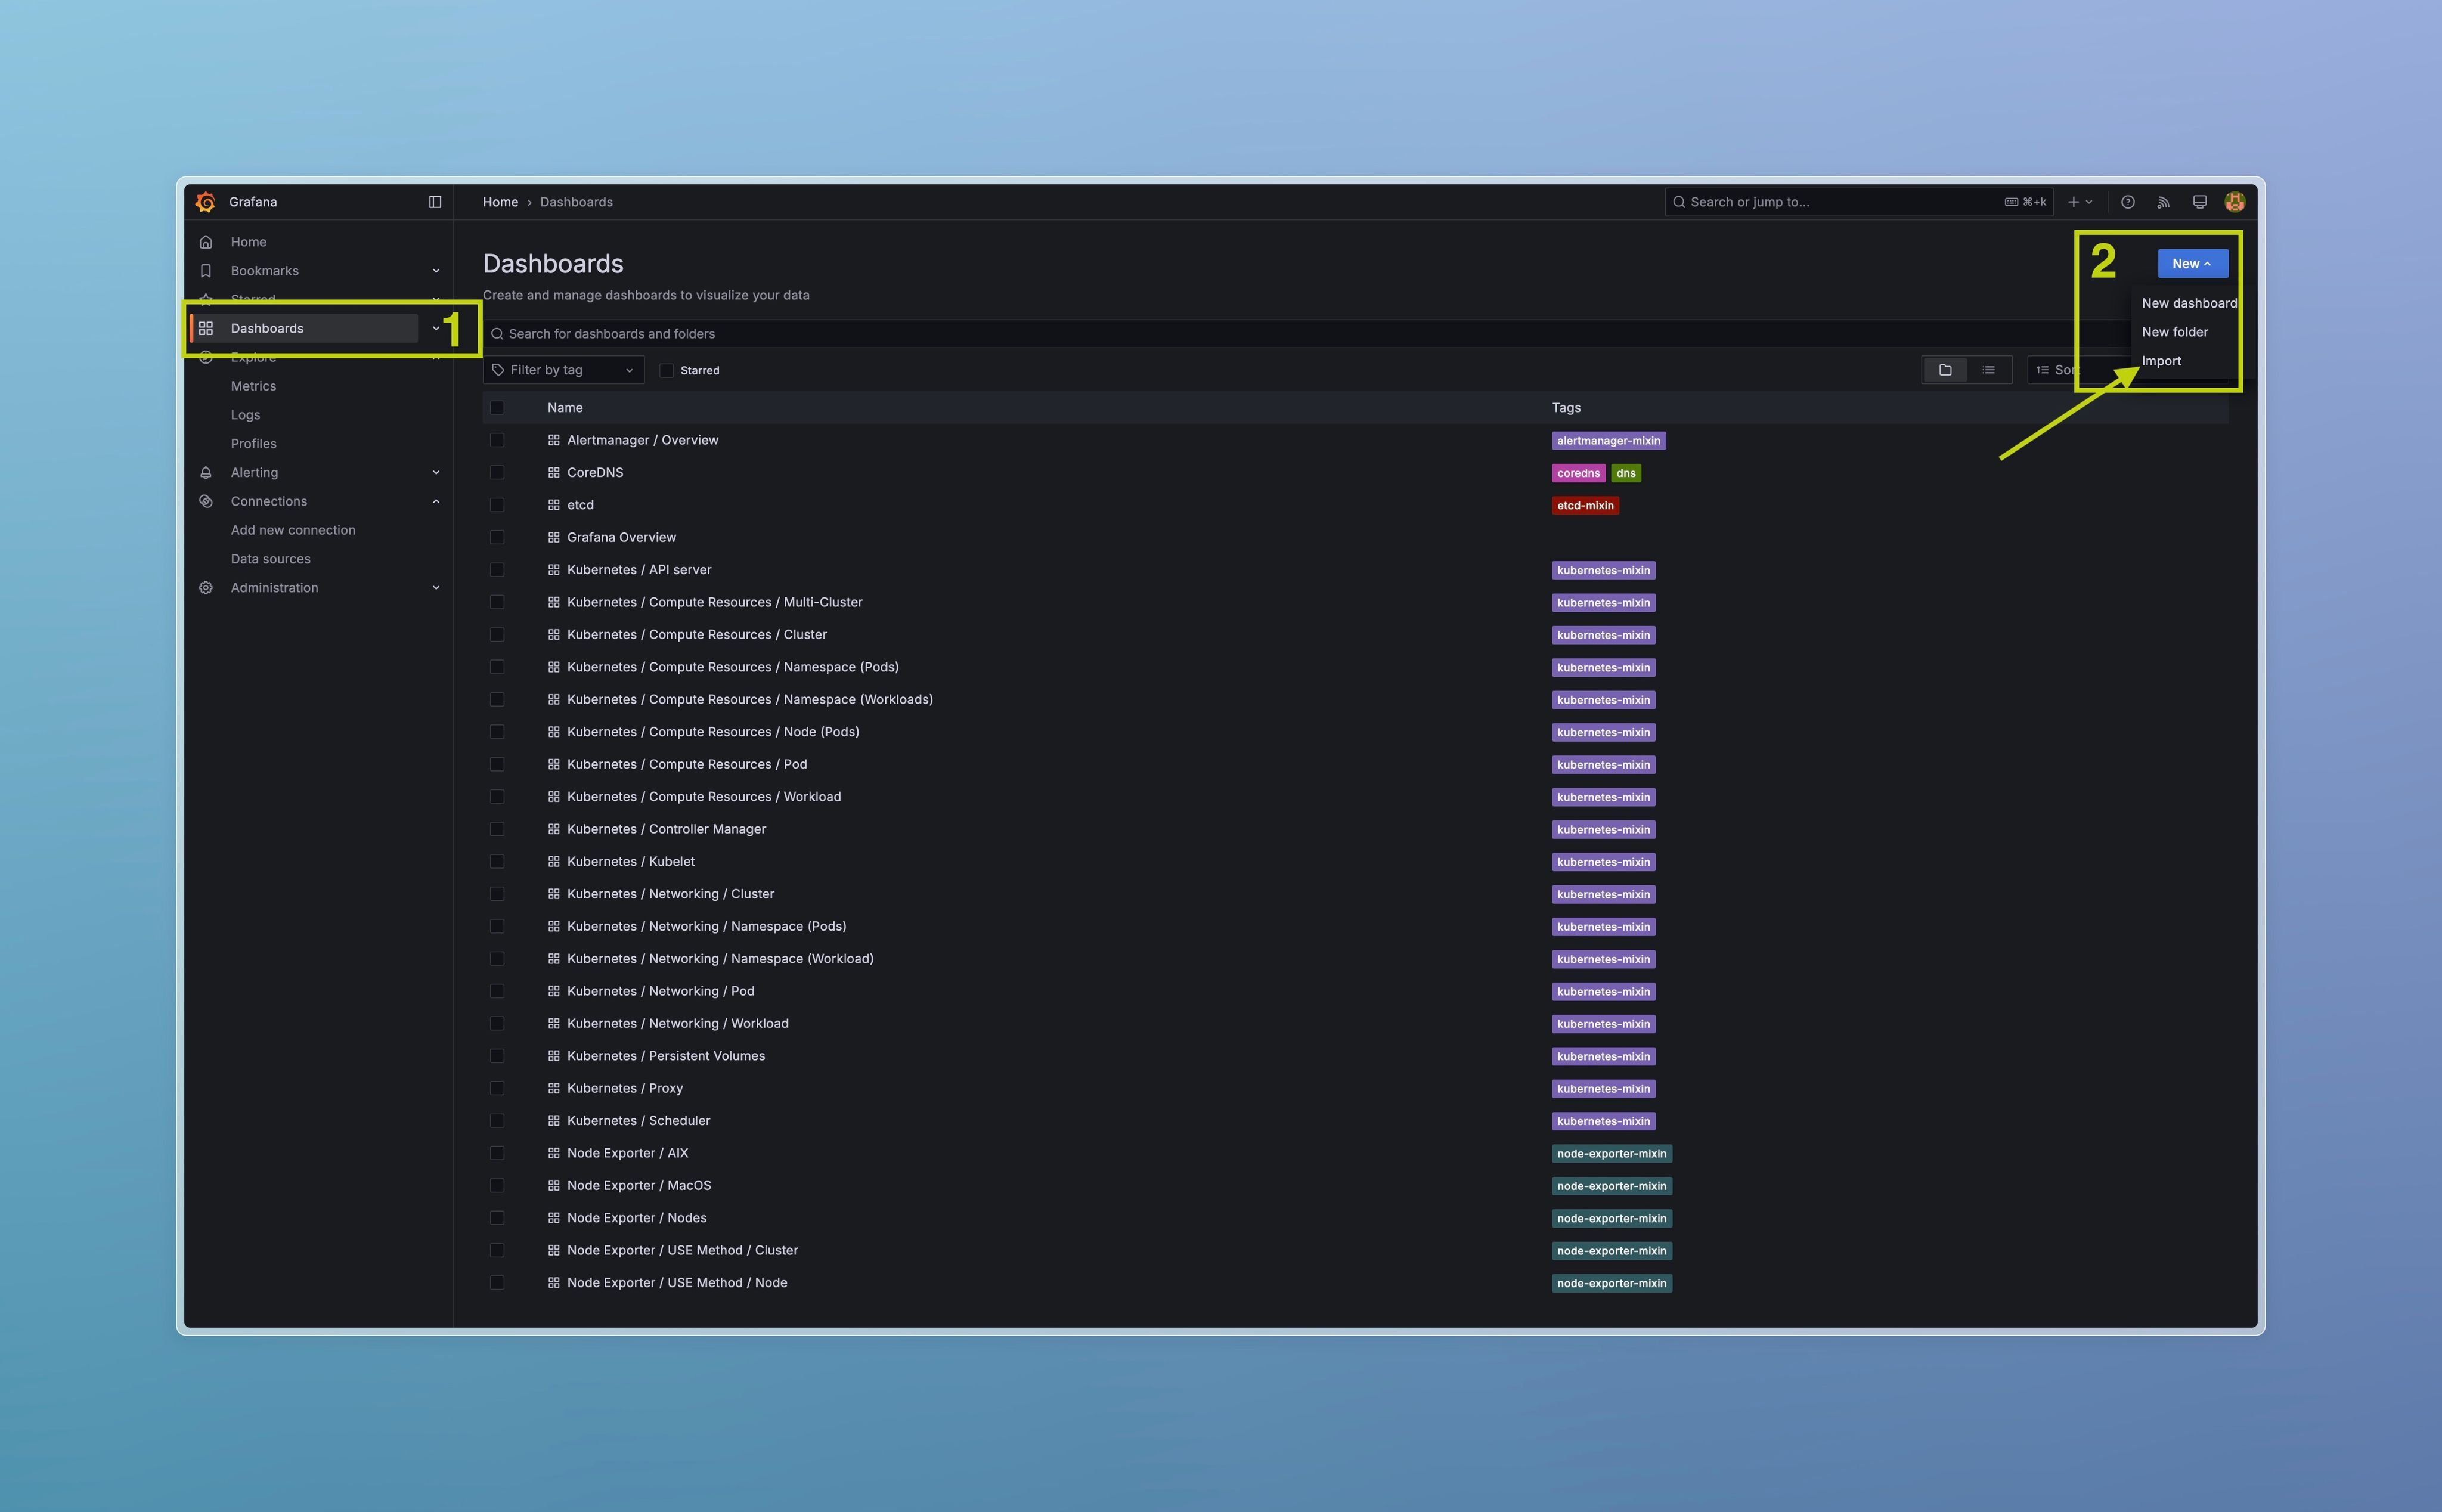 Grafana
Home › Dashboards
Search or jump to...
⌘+k
Home
Bookmarks
Starred
Dashboards
1
Explore
Metrics
Logs
Profiles
Alerting
Connections
Add new connection
Data sources
Administration
Dashboards
Create and manage dashboards to visualize your data
2
New
New dashboard
New folder
Import
Search for dashboards and folders
Filter by tag
Starred
Sort
Name Tags
Alertmanager / Overview alertmanager-mixin
CoreDNS coredns dns
etcd etcd-mixin
Grafana Overview
Kubernetes / API server kubernetes-mixin
Kubernetes / Compute Resources / Multi-Cluster kubernetes-mixin
Kubernetes / Compute Resources / Cluster kubernetes-mixin
Kubernetes / Compute Resources / Namespace (Pods) kubernetes-mixin
Kubernetes / Compute Resources / Namespace (Workloads) kubernetes-mixin
Kubernetes / Compute Resources / Node (Pods) kubernetes-mixin
Kubernetes / Compute Resources / Pod kubernetes-mixin
Kubernetes / Compute Resources / Workload kubernetes-mixin
Kubernetes / Controller Manager kubernetes-mixin
Kubernetes / Kubelet kubernetes-mixin
Kubernetes / Networking / Cluster kubernetes-mixin
Kubernetes / Networking / Namespace (Pods) kubernetes-mixin
Kubernetes / Networking / Namespace (Workload) kubernetes-mixin
Kubernetes / Networking / Pod kubernetes-mixin
Kubernetes / Networking / Workload kubernetes-mixin
Kubernetes / Persistent Volumes kubernetes-mixin
Kubernetes / Proxy kubernetes-mixin
Kubernetes / Scheduler kubernetes-mixin
Node Exporter / AIX node-exporter-mixin
Node Exporter / MacOS node-exporter-mixin
Node Exporter / Nodes node-exporter-mixin
Node Exporter / USE Method / Cluster node-exporter-mixin
Node Exporter / USE Method / Node node-exporter-mixin